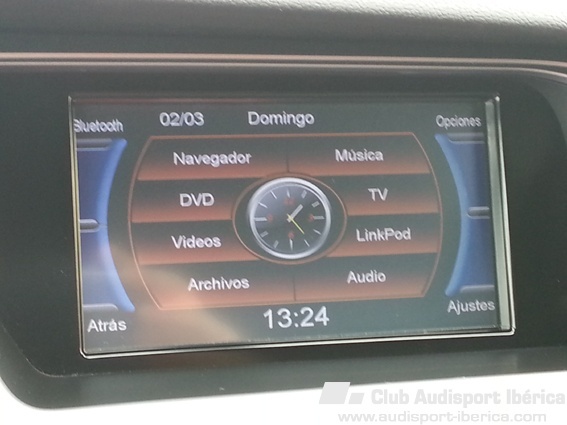 Bluetooth 02/03 Domingo Opciones
Navegador Música
DVD TV
Videos LinkPod
Archivos Audio
Atrás 13:24 Ajustes
Club Audisport Ibérica
www.audisport-iberica.com